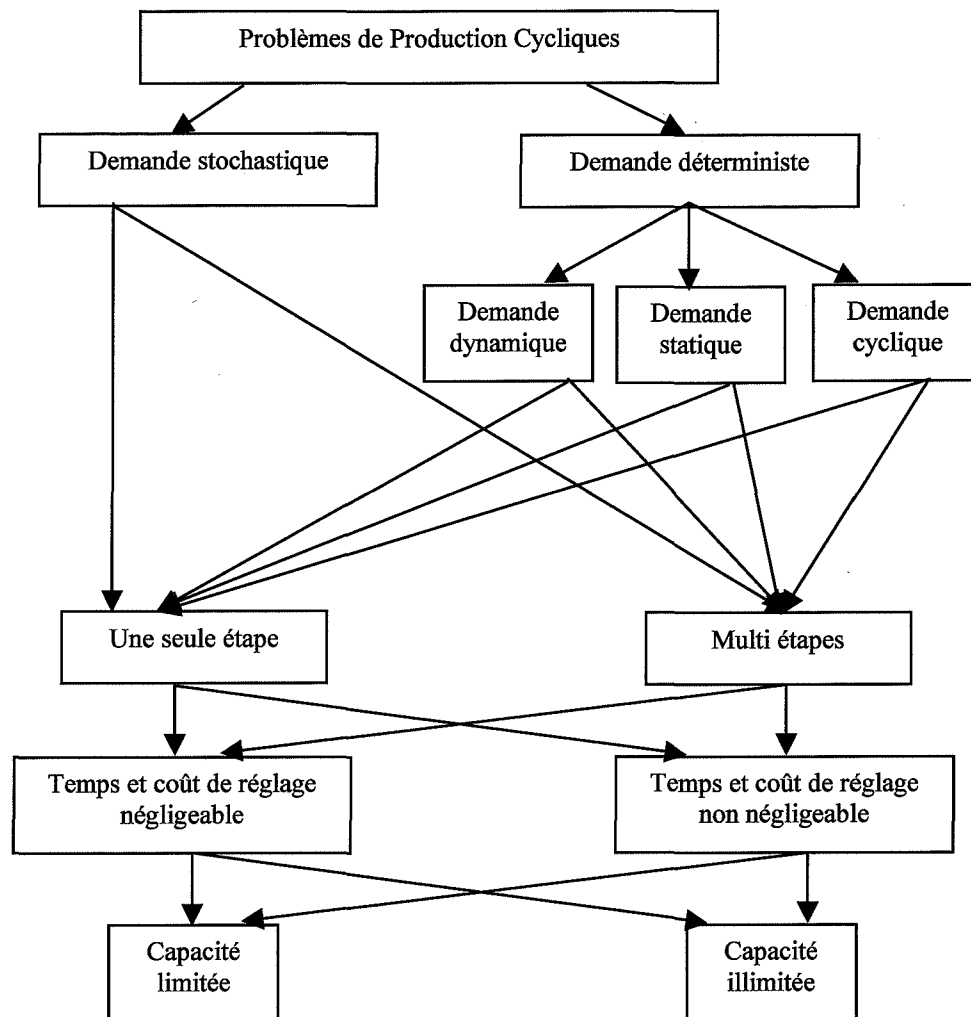 Problèmes de Production Cycliques
Demande stochastique
Demande déterministe
Demande
dynamique
Demande
statique
Demande
cyclique
Une seule étape
Multi étapes
Temps et coût de réglage
négligeable
Temps et coût de réglage
non négligeable
Capacité
limitée
Capacité
illimitée